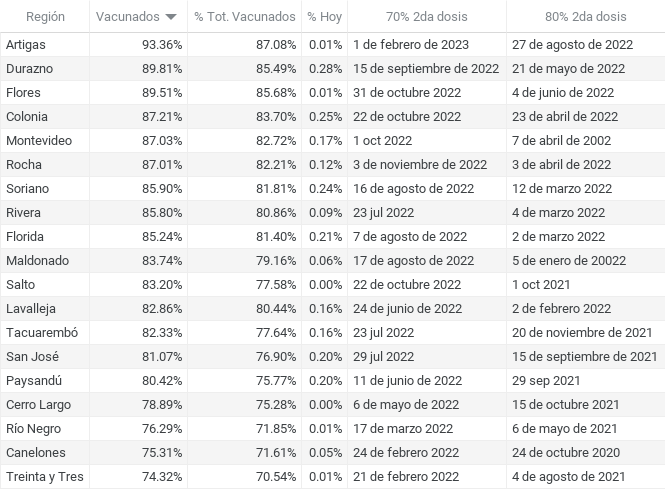 Región Vacunados % Tot. Vacunados % Hoy 70% 2da dosis 80% 2da dosis
Artigas 93.36% 87.08% 0.01% 1 de febrero de 2023 27 de agosto de 2022
Durazno 89.81% 85.49% 0.28% 15 de septiembre de 2022 21 de mayo de 2022
Flores 89.51% 85.68% 0.01% 31 de octubre 2022 4 de junio de 2022
Colonia 87.21% 83.70% 0.25% 22 de octubre 2022 23 de abril de 2022
Montevideo 87.03% 82.72% 0.17% 1 oct 2022 7 de abril de 2002
Rocha 87.01% 82.21% 0.12% 3 de noviembre de 2022 3 de abril de 2022
Soriano 85.90% 81.81% 0.24% 16 de agosto de 2022 12 de marzo 2022
Rivera 85.80% 80.86% 0.09% 23 jul 2022 4 de marzo 2022
Florida 85.24% 81.40% 0.21% 7 de agosto de 2022 2 de marzo 2022
Maldonado 83.74% 79.16% 0.06% 17 de agosto de 2022 5 de enero de 20022
Salto 83.20% 77.58% 0.00% 22 de octubre de 2022 1 oct 2021
Lavalleja 82.86% 80.44% 0.16% 24 de junio de 2022 2 de febrero 2022
Tacuarembó 82.33% 77.64% 0.16% 23 jul 2022 20 de noviembre de 2021
San José 81.07% 76.90% 0.20% 29 jul 2022 15 de septiembre de 2021
Paysandú 80.42% 75.77% 0.20% 11 de junio de 2022 29 sep 2021
Cerro Largo 78.89% 75.28% 0.00% 6 de mayo de 2022 15 de octubre 2021
Río Negro 76.29% 71.85% 0.01% 17 de marzo 2022 6 de mayo de 2021
Canelones 75.31% 71.61% 0.05% 24 de febrero 2022 24 de octubre 2020
Treinta y Tres 74.32% 70.54% 0.01% 21 de febrero 2022 4 de agosto de 2021